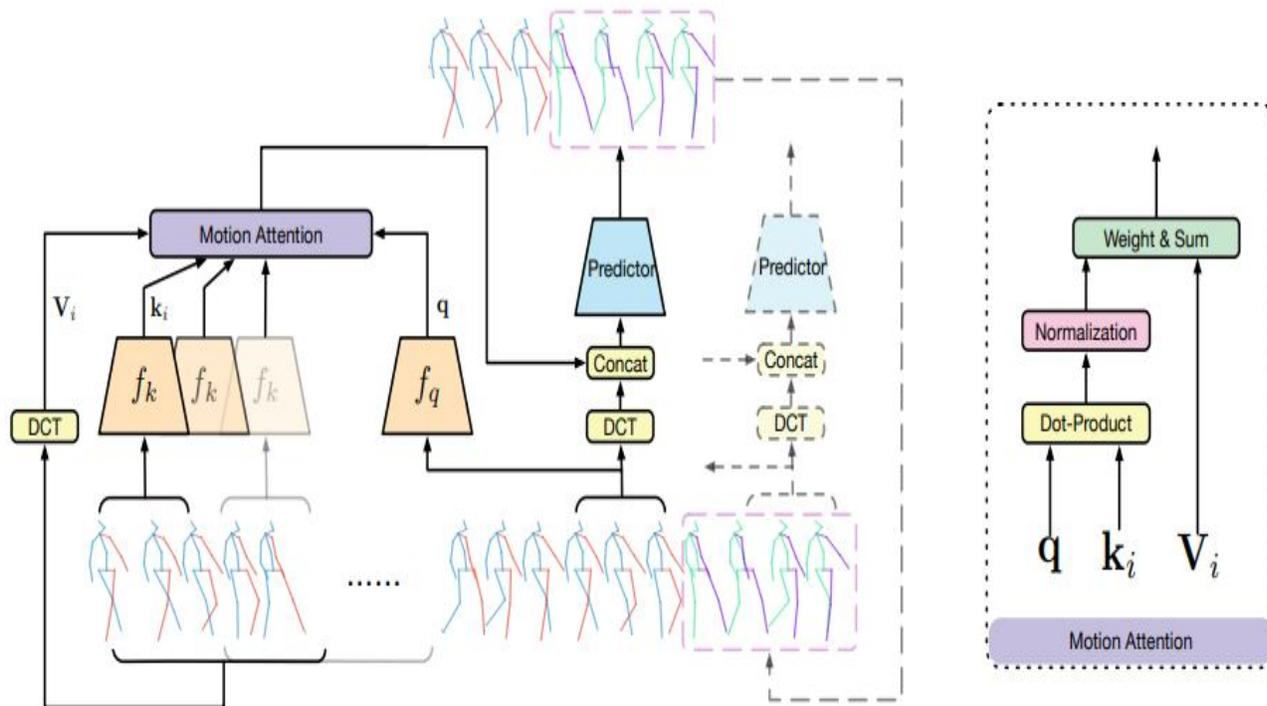 Motion Attention
V_i
k_i
q
f_k
f_k
f_k
f_q
DCT
Predictor
Concat
DCT
Predictor
Concat
DCT
......
Weight & Sum
Normalization
Dot-Product
q
k_i
V_i
Motion Attention